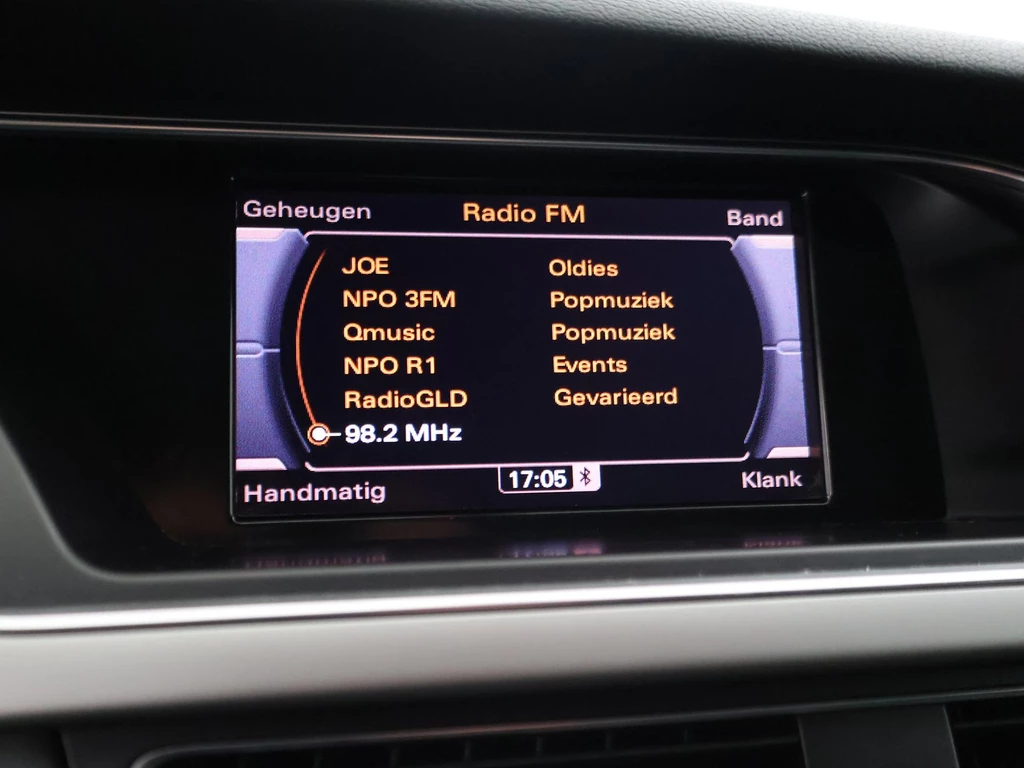 Geheugen Radio FM Band
JOE Oldies
NPO 3FM Popmuziek
Qmusic Popmuziek
NPO R1 Events
RadioGLD Gevarieerd
98.2 MHz
Handmatig 17:05 Klank